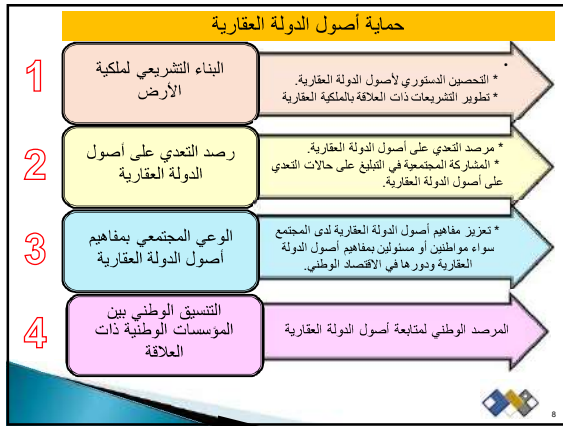 حماية أصول الدولة العقارية
1
البناء التشريعي لملكية
الأرض
•
* التحصين الدستوري لأصول الدولة العقارية.
* تطوير التشريعات ذات العلاقة بالملكية العقارية
2
رصد التعدي على أصول
الدولة العقارية
* مرصد التعدي على أصول الدولة العقارية.
* المشاركة المجتمعية في التبليغ على حالات التعدي
على أصول الدولة العقارية.
3
الوعي المجتمعي بمفاهيم
أصول الدولة العقارية
* تعزيز مفاهيم أصول الدولة العقارية لدى المجتمع
سواء مواطنين أو مسئولين بمفاهيم أصول الدولة
العقارية ودورها في الاقتصاد الوطني.
4
التنسيق الوطني بين
المؤسسات الوطنية ذات
العلاقة
المرصد الوطني لمتابعة أصول الدولة العقارية
8